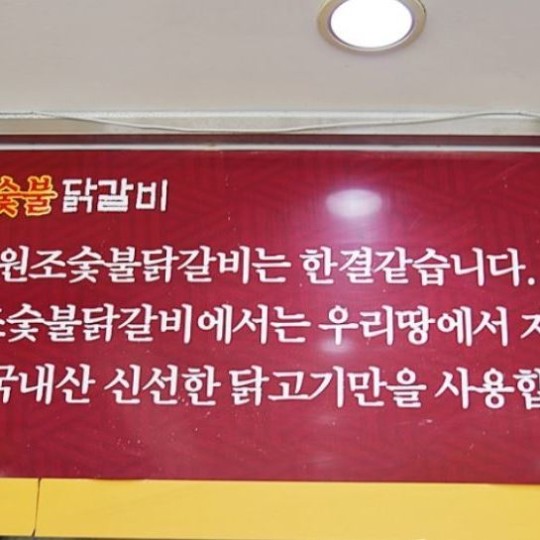 숯불 닭갈비
원조숯불닭갈비는 한결같습니다.
숯불닭갈비에서는 우리땅에서
국내산 신선한 닭고기만을